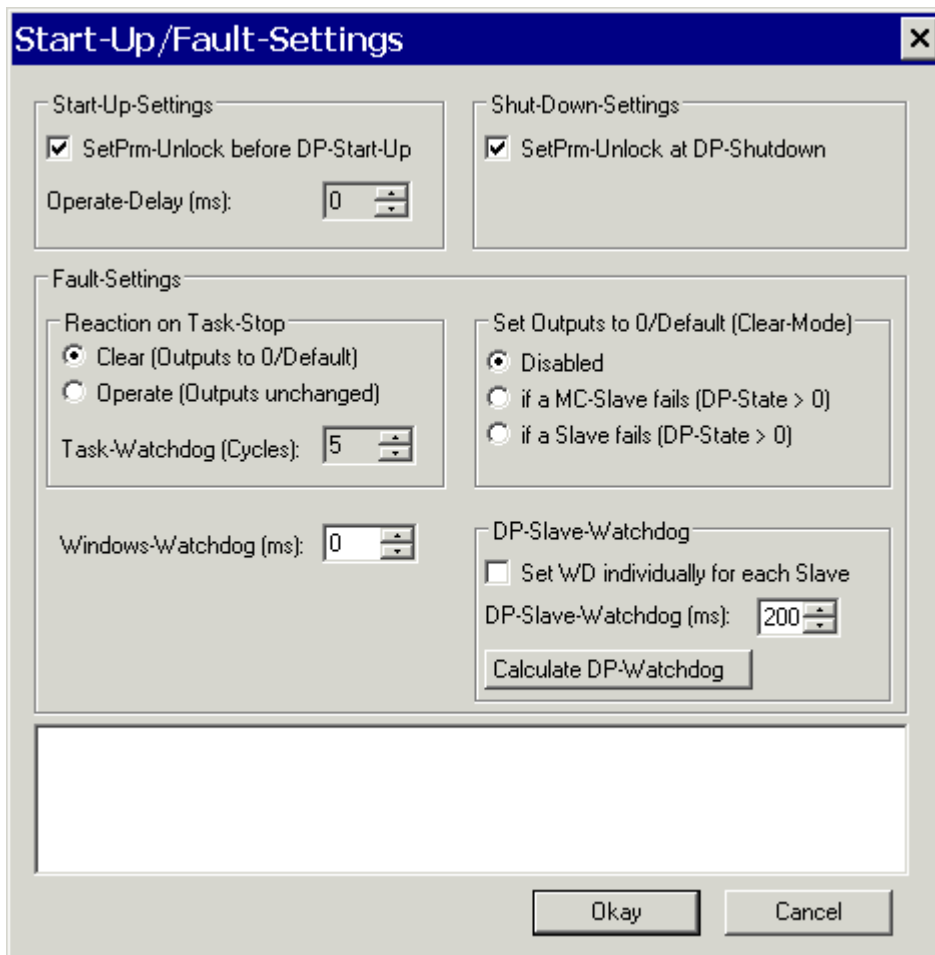 Start-Up/Fault-Settings
Start-Up-Settings
SetPrm-Unlock before DP-Start-Up
Operate-Delay (ms): 0
Shut-Down-Settings
SetPrm-Unlock at DP-Shutdown
Fault-Settings
Reaction on Task-Stop
Clear (Outputs to 0/Default)
Operate (Outputs unchanged)
Task-Watchdog (Cycles): 5
Set Outputs to 0/Default (Clear-Mode)
Disabled
if a MC-Slave fails (DP-State > 0)
if a Slave fails (DP-State > 0)
Windows-Watchdog (ms): 0
DP-Slave-Watchdog
Set WD individually for each Slave
DP-Slave-Watchdog (ms): 200
Calculate DP-Watchdog
Okay Cancel